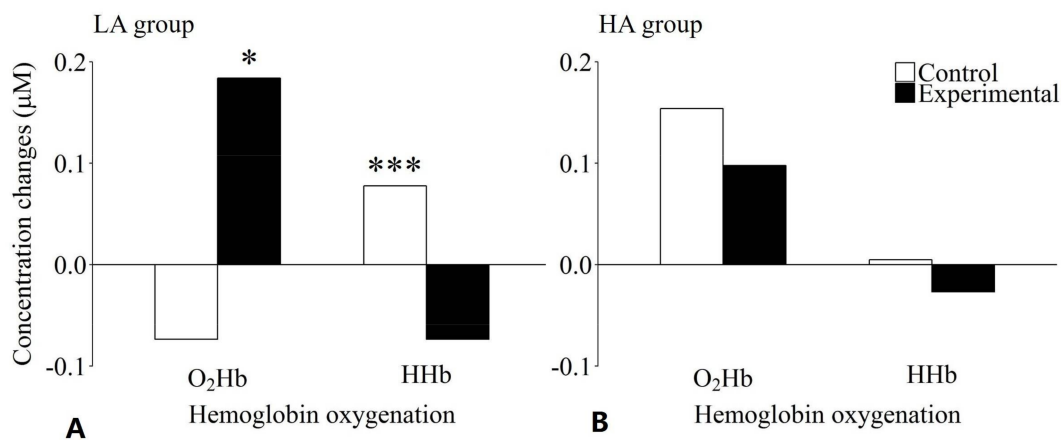 LA group
HA group
Concentration changes (μM)
0.2
0.1
0.0
-0.1
*
***
O₂Hb
HHb
Hemoglobin oxygenation
A
0.2
0.1
0.0
-0.1
Control
Experimental
O₂Hb
HHb
Hemoglobin oxygenation
B